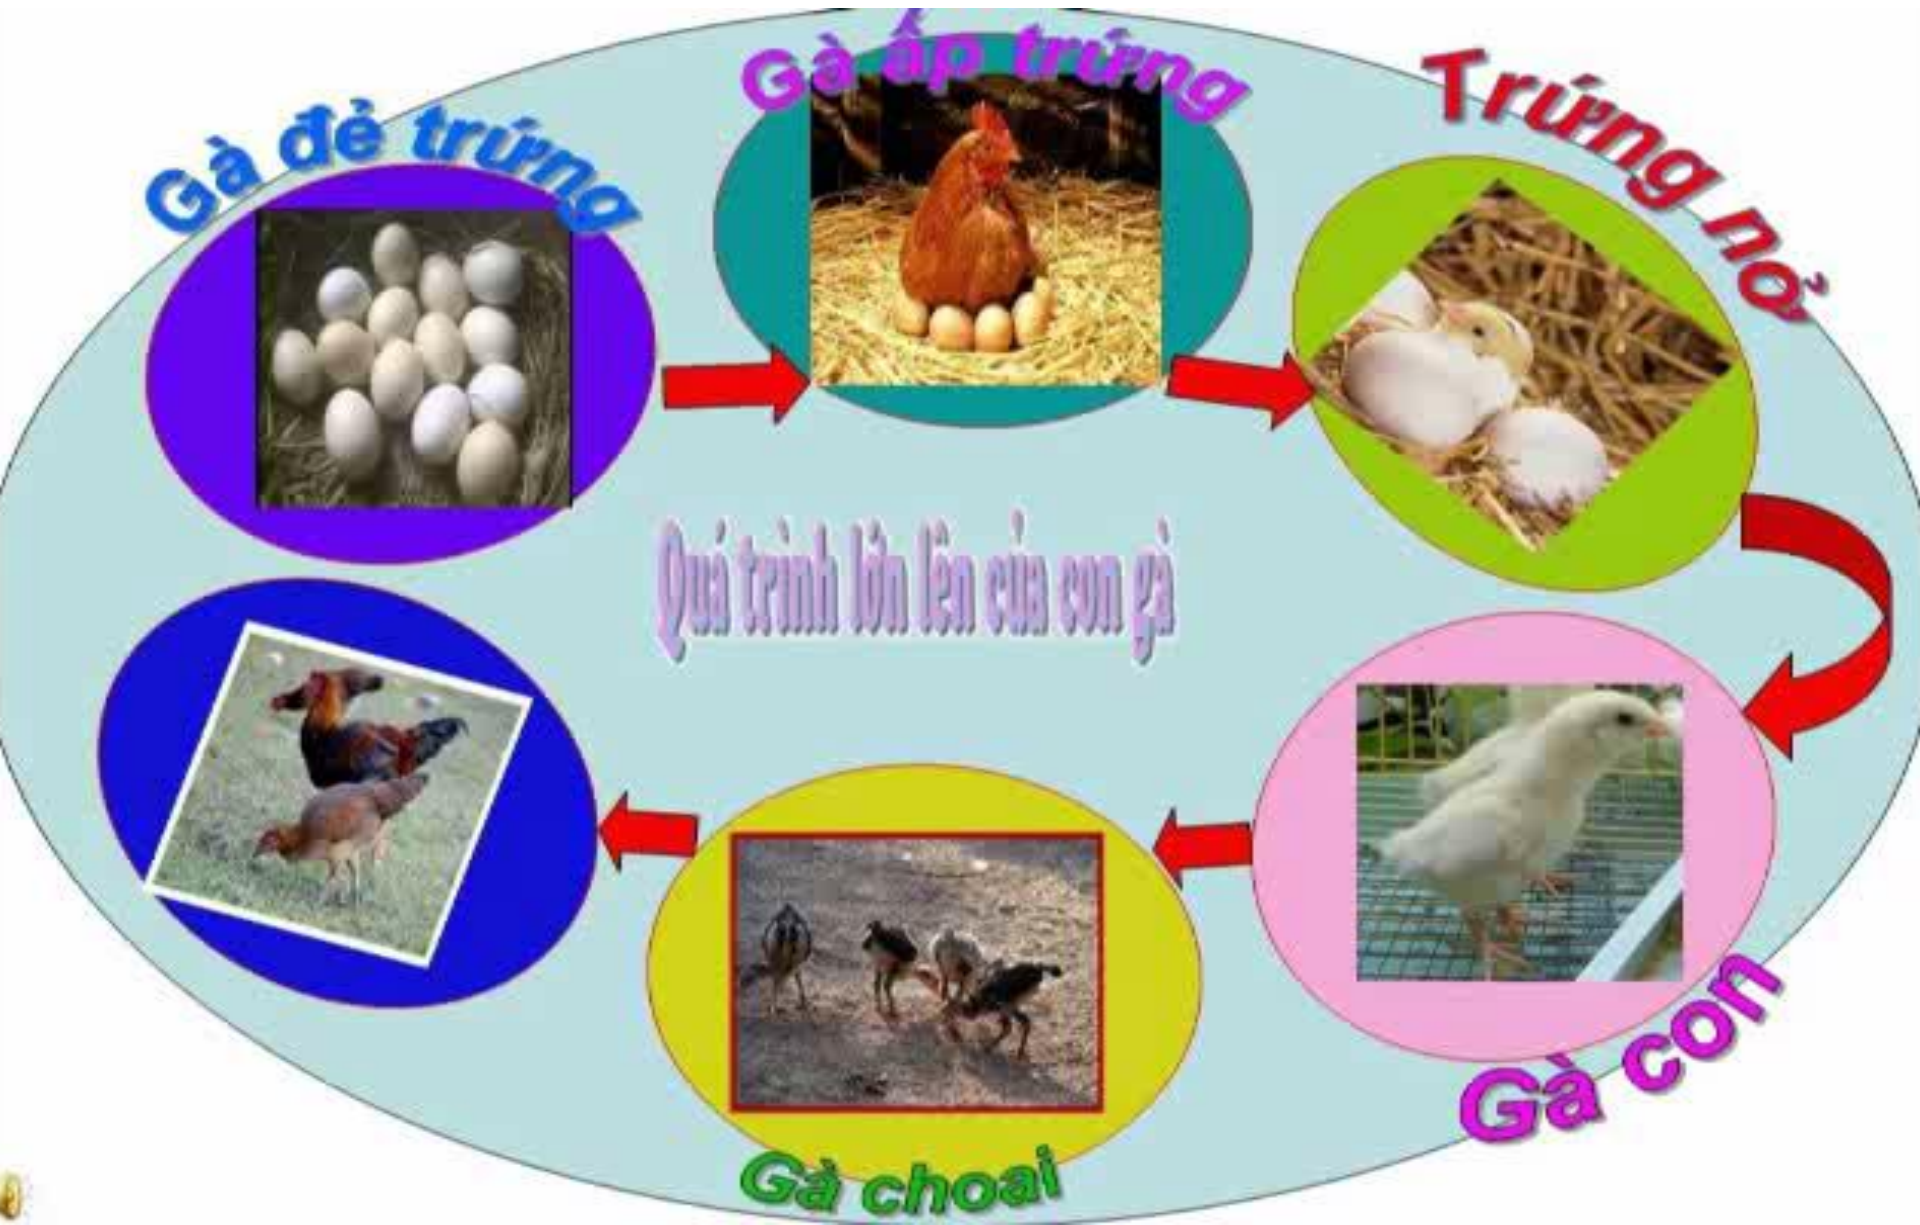 Gà đẻ trứng
Gà ấp trứng
Trứng nở
Quá trình lớn lên của con gà
Gà con
Gà choai